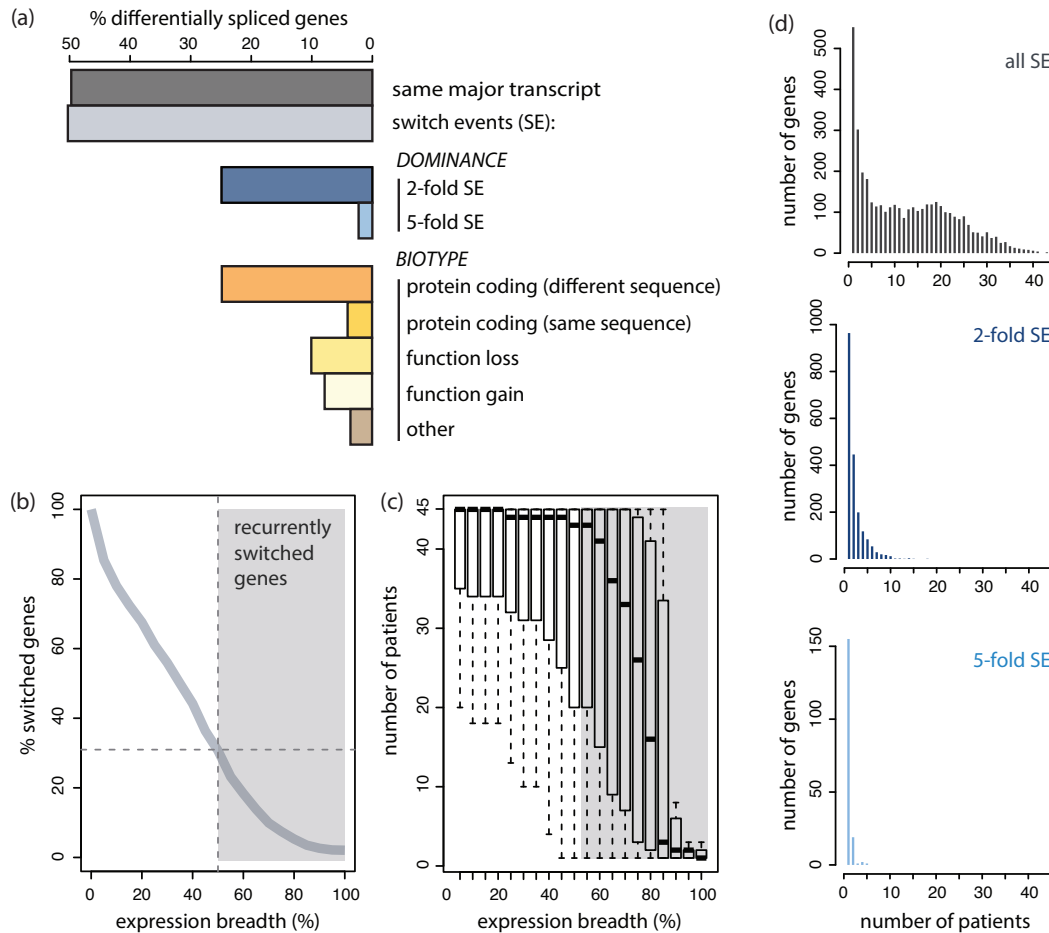 (a)
% differentially spliced genes
50 40 30 20 10 0
same major transcript
switch events (SE):
DOMINANCE
2-fold SE
5-fold SE
BIOTYPE
protein coding (different sequence)
protein coding (same sequence)
function loss
function gain
other
(b)
% switched genes
100
80
60
40
20
0
recurrently
switched
genes
0 20 40 60 80 100
expression breadth (%)
(c)
number of patients
45
40
30
20
10
0
0 20 40 60 80 100
expression breadth (%)
(d)
all SE
number of genes
500
400
300
200
100
0
0 10 20 30 40
2-fold SE
number of genes
1000
800
600
400
200
0
0 10 20 30 40
5-fold SE
number of genes
150
100
50
0
0 10 20 30 40
number of patients